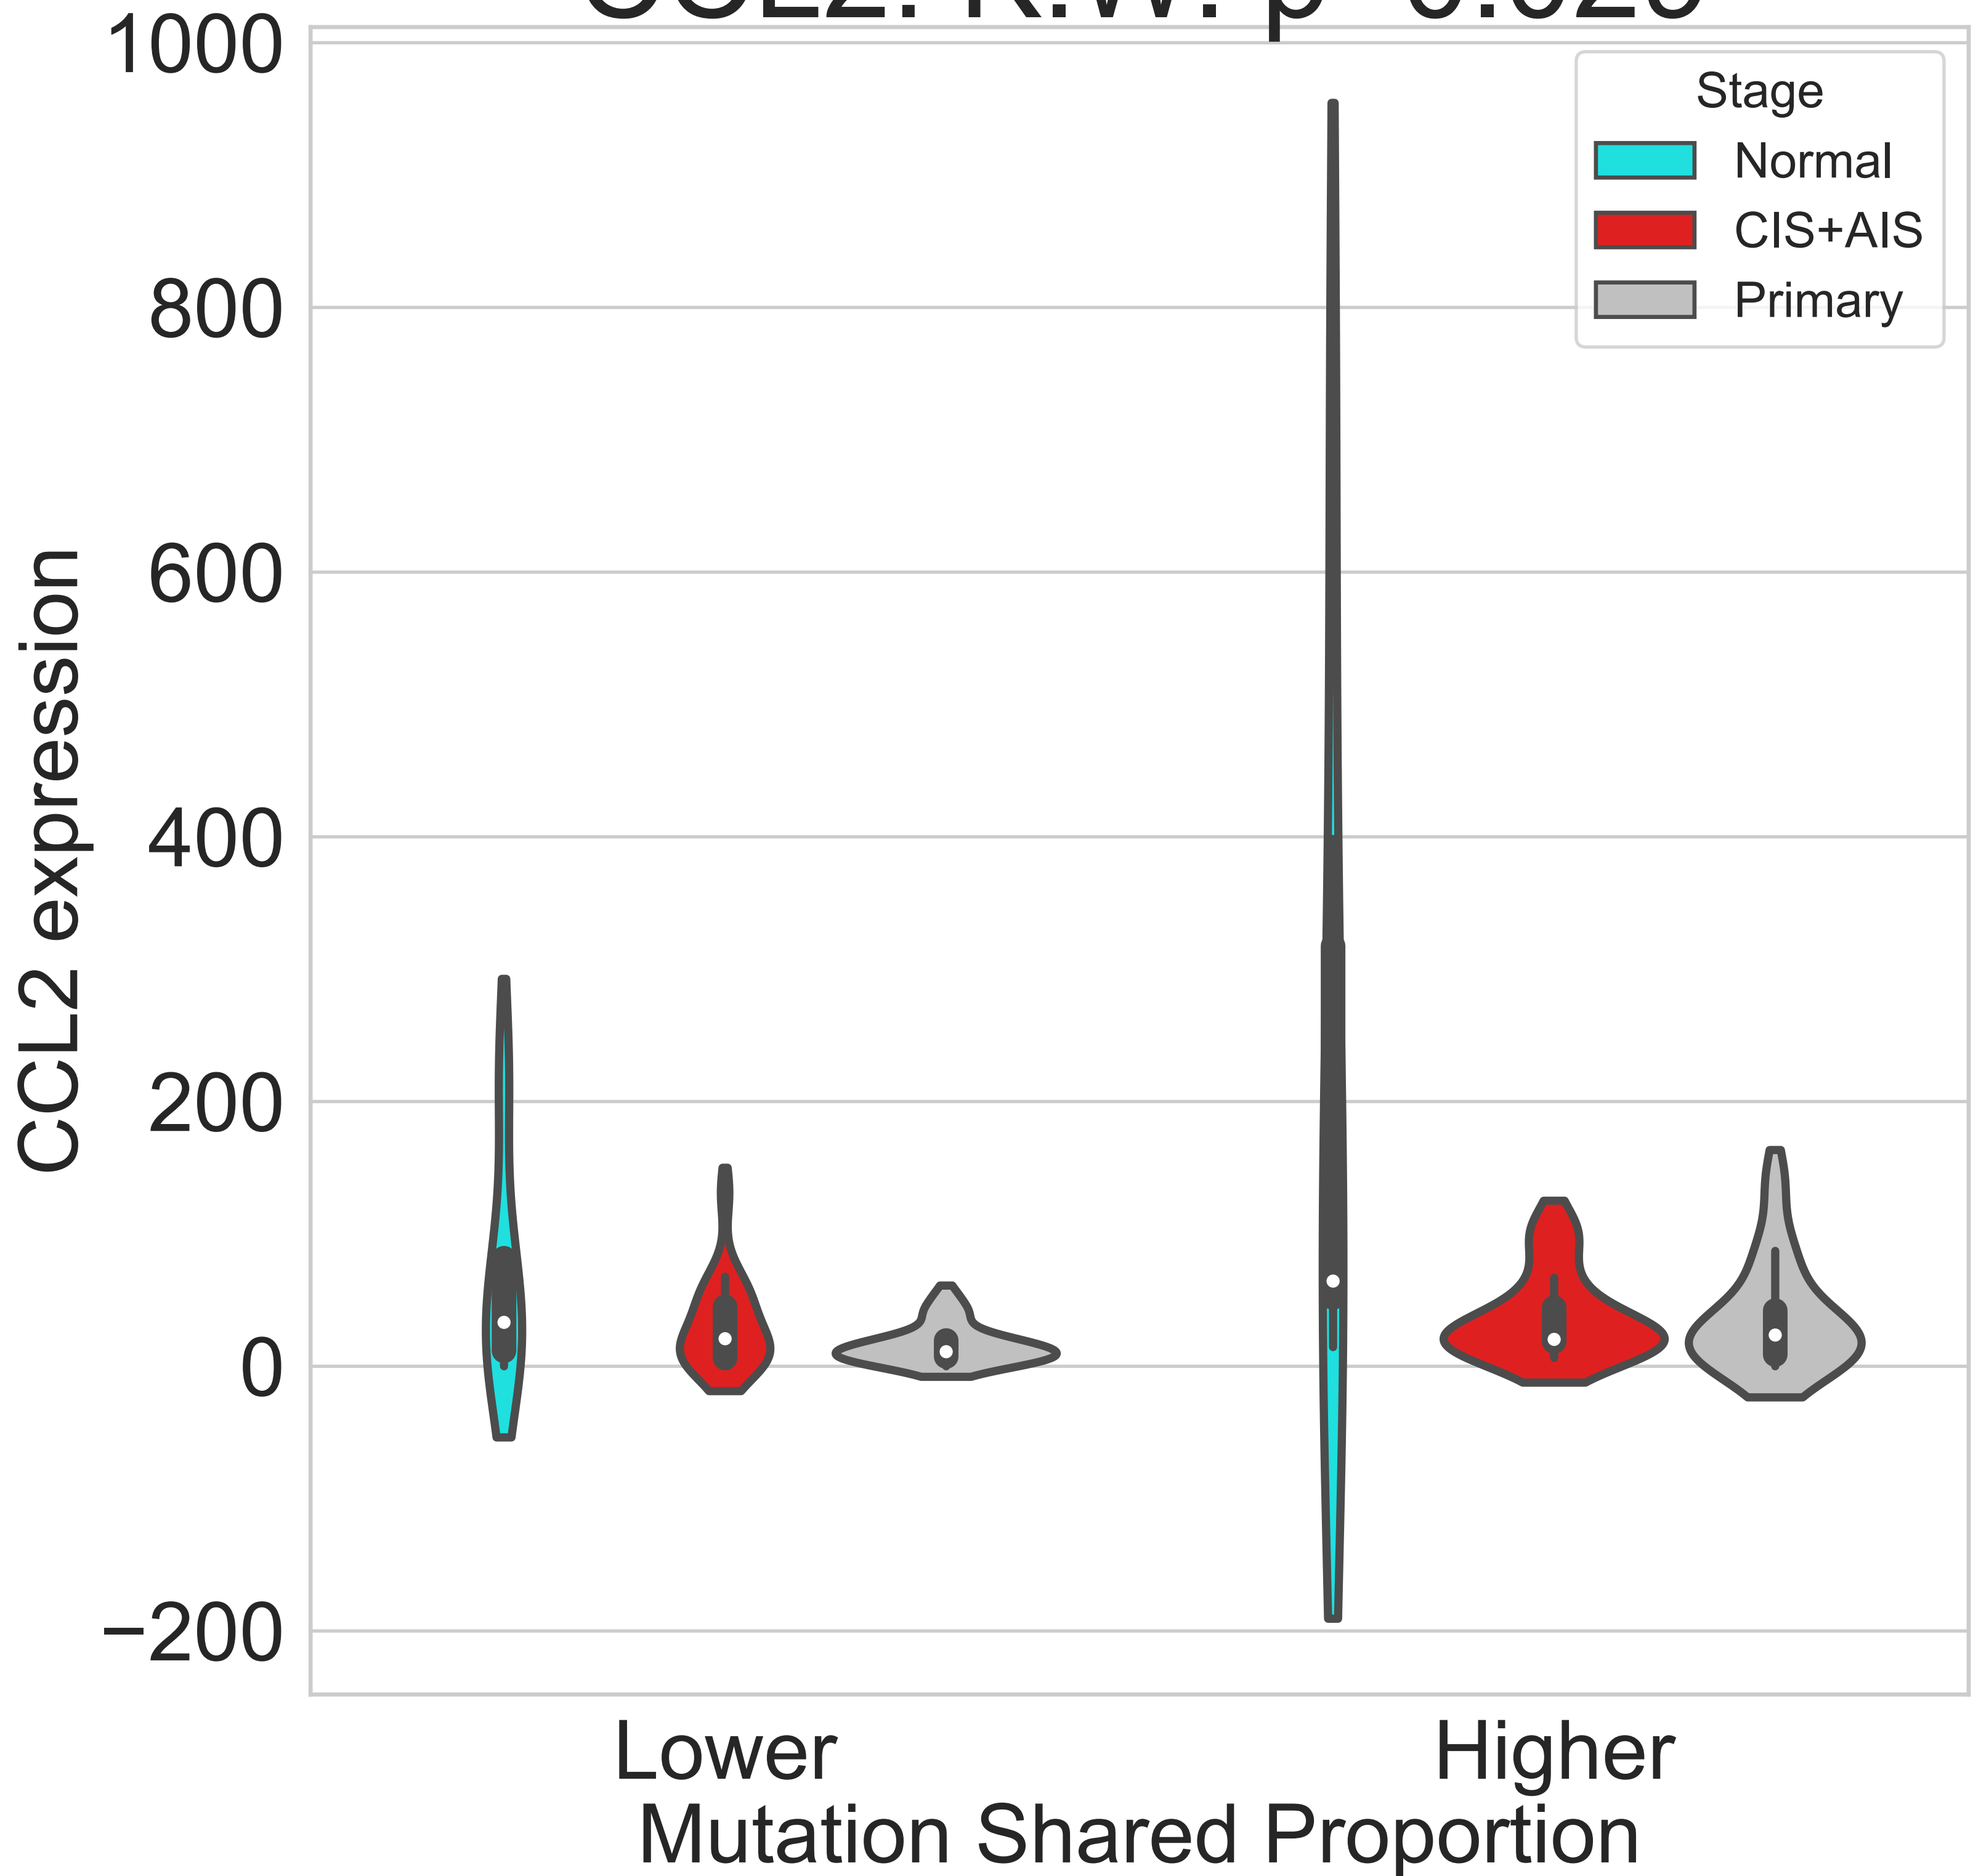 1000
800
600
400
200
0
−200
CCL2 expression
Stage
Normal
CIS+AIS
Primary
Lower
Higher
Mutation Shared Proportion